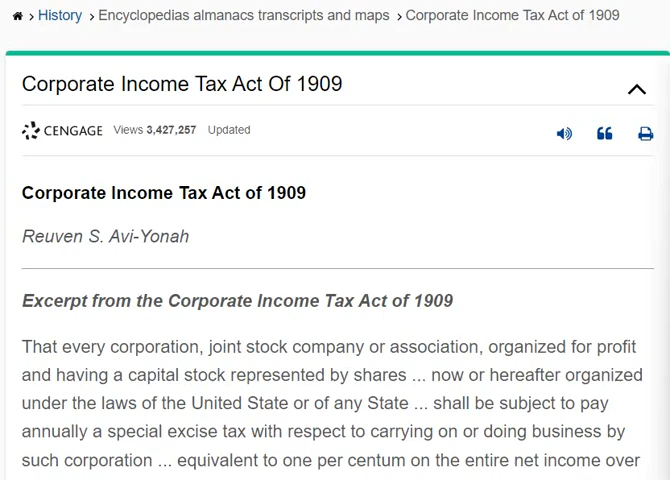 History Encyclopedias almanacs transcripts and maps Corporate Income Tax Act of 1909
Corporate Income Tax Act Of 1909
CENGAGE Views 3,427,257 Updated
Corporate Income Tax Act of 1909
Reuven S. Avi-Yonah
Excerpt from the Corporate Income Tax Act of 1909
That every corporation, joint stock company or association, organized for profit
and having a capital stock represented by shares ... now or hereafter organized
under the laws of the United State or of any State ... shall be subject to pay
annually a special excise tax with respect to carrying on or doing business by
such corporation ... equivalent to one per centum on the entire net income over